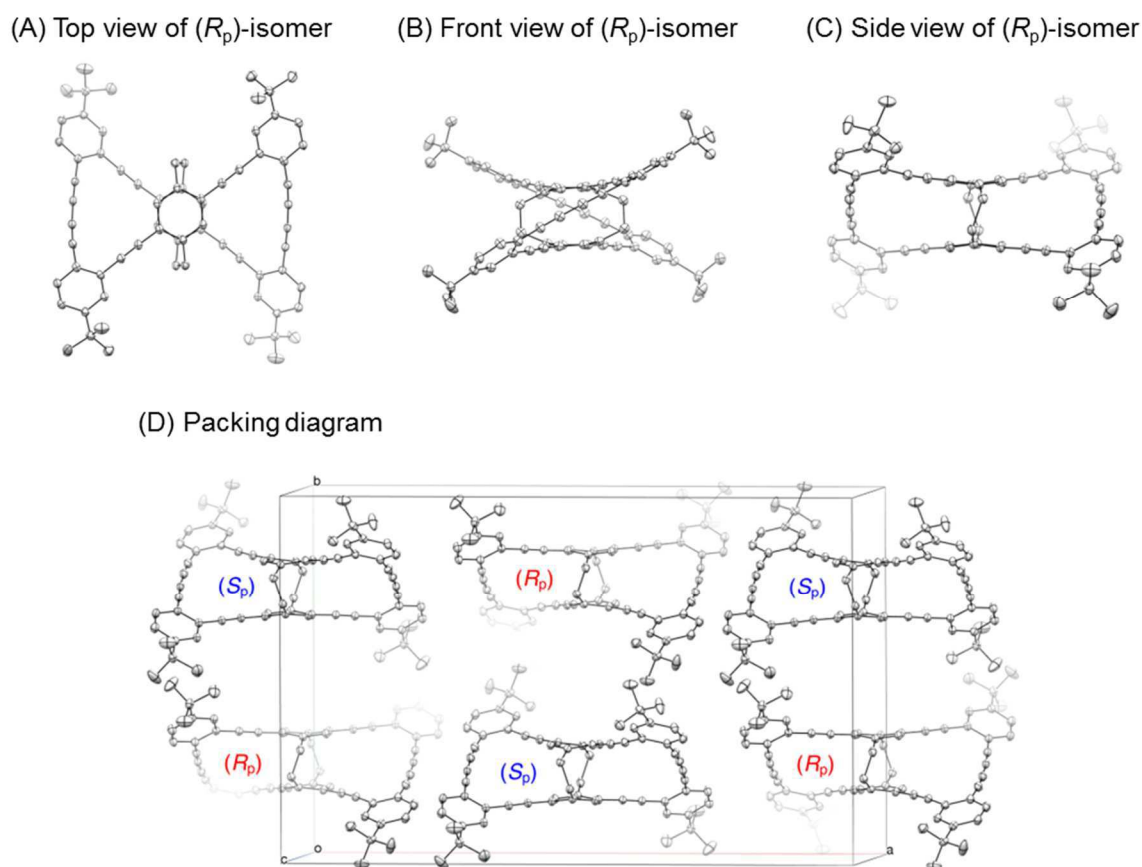 (A) Top view of (Rp)-isomer
(B) Front view of (Rp)-isomer
(C) Side view of (Rp)-isomer
(D) Packing diagram
b
(Sp)
(Rp)
(Sp)
(Rp)
(Sp)
(Rp)
c
o
a